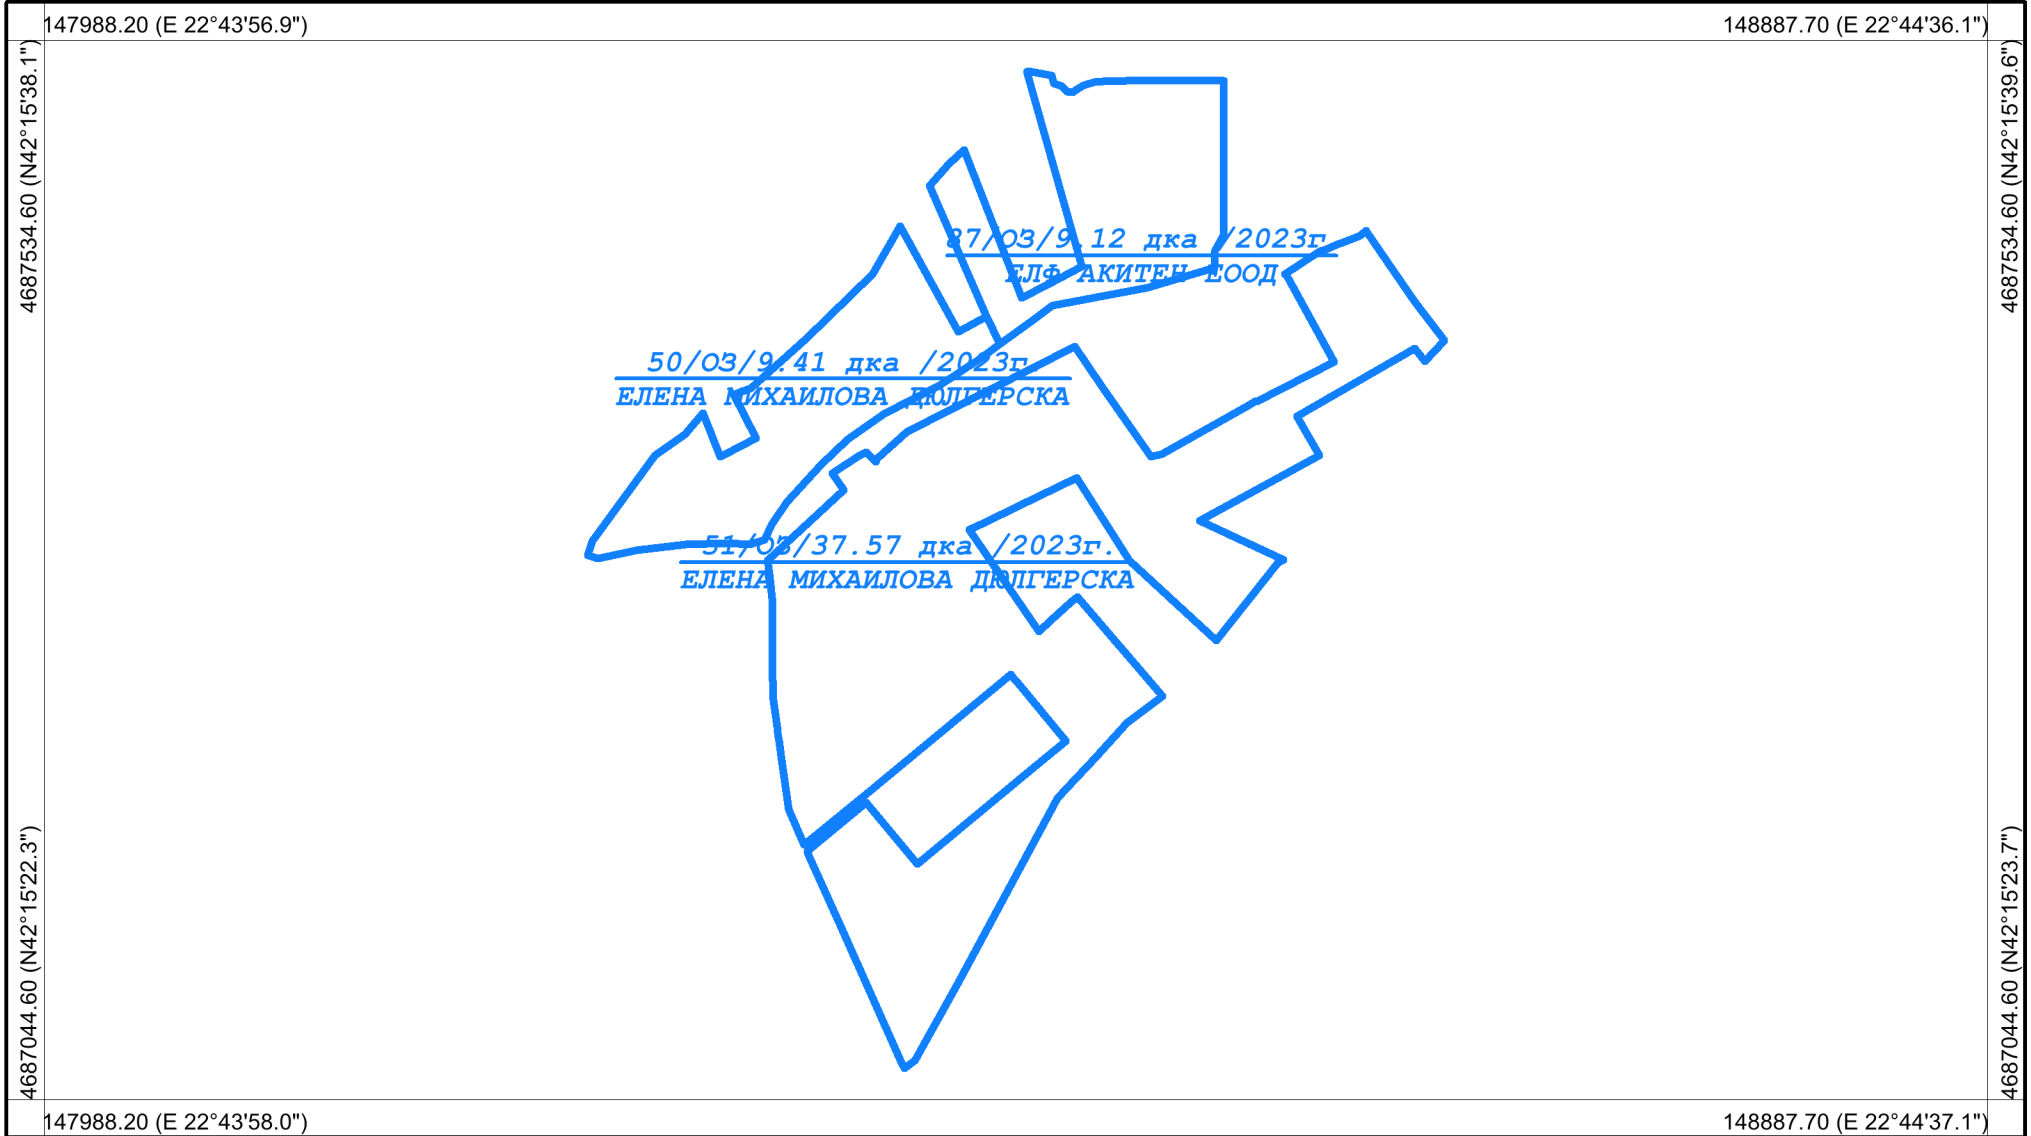 147988.20 (E 22°43'56.9")
148887.70 (E 22°44'36.1")
4687534.60 (N42°15'38.1")
4687534.60 (N42°15'39.6")
87/ОЗ/9.12 дка /2023г.
ЕЛФ АКИТЕН ЕООД
50/ОЗ/9.41 дка /2023г.
ЕЛЕНА МИХАИЛОВА ДЮЛГЕРСКА
51/ОЗ/37.57 дка /2023г.
ЕЛЕНА МИХАИЛОВА ДЮЛГЕРСКА
4687044.60 (N42°15'22.3")
4687044.60 (N42°15'23.7")
147988.20 (E 22°43'58.0")
148887.70 (E 22°44'37.1")